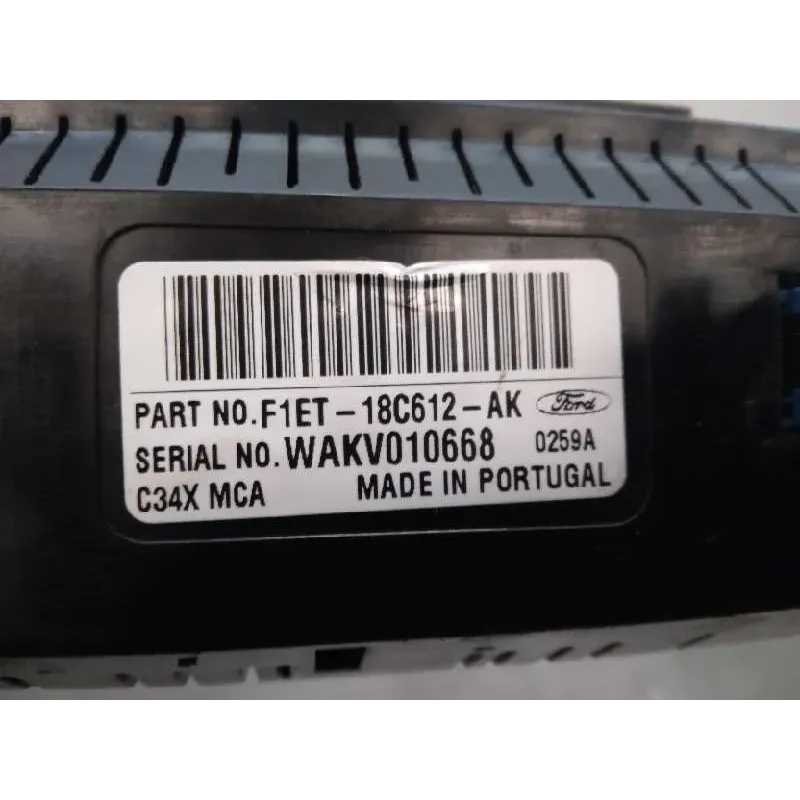 PART NO.F1ET-18C612-AK Ford
SERIAL NO.WAKV010668 0259A
C34X MCA MADE IN PORTUGAL